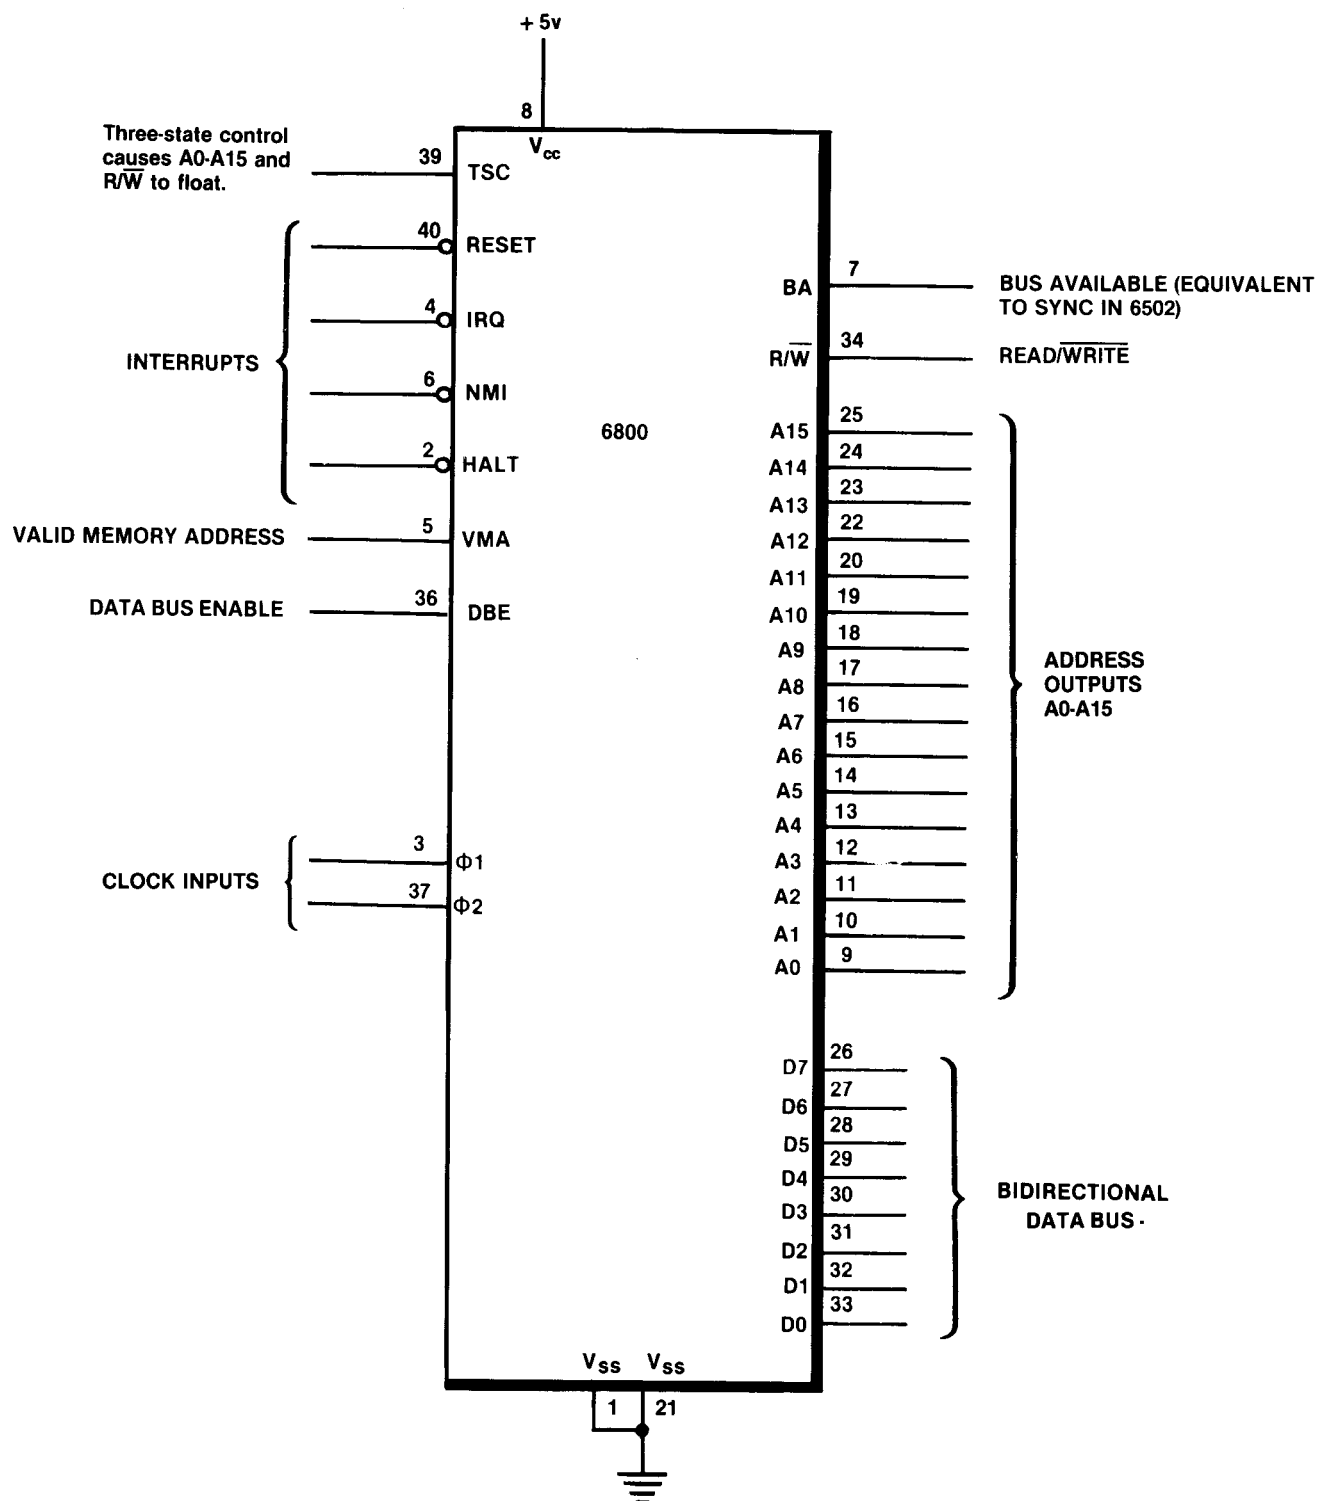 + 5v
8
Vcc
Three-state control
causes A0-A15 and
R/W̅ to float.
39
TSC
40
RESET
4
IRQ
INTERRUPTS
6
NMI
2
HALT
VALID MEMORY ADDRESS
5
VMA
DATA BUS ENABLE
36
DBE
CLOCK INPUTS
3
Φ1
37
Φ2
6800
BA
7
BUS AVAILABLE (EQUIVALENT
TO SYNC IN 6502)
R/W̅
34
READ/W̅R̅I̅T̅E̅
A15
25
A14
24
A13
23
A12
22
A11
20
A10
19
A9
18
A8
17
A7
16
A6
15
A5
14
A4
13
A3
12
A2
11
A1
10
A0
9
ADDRESS
OUTPUTS
A0-A15
D7
26
D6
27
D5
28
D4
29
D3
30
D2
31
D1
32
D0
33
BIDIRECTIONAL
DATA BUS
VSS VSS
1 21